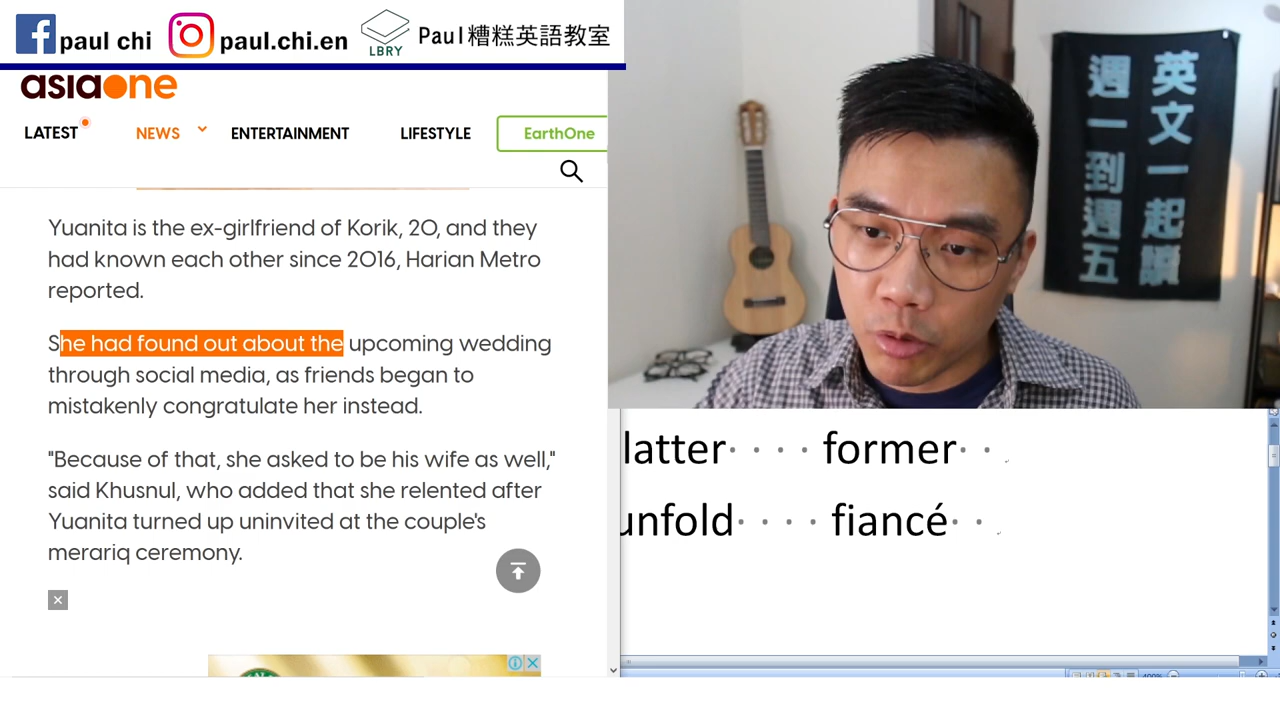 paul chi
paul.chi.en
LBRY
Paul糟糕英語教室
asiaone
LATEST
NEWS
ENTERTAINMENT
LIFESTYLE
EarthOne
Yuanita is the ex-girlfriend of Korik, 20, and they
had known each other since 2016, Harian Metro
reported.
She had found out about the upcoming wedding
through social media, as friends began to
mistakenly congratulate her instead.
"Because of that, she asked to be his wife as well,"
said Khusnul, who added that she relented after
Yuanita turned up uninvited at the couple's
merariq ceremony.
英文一起讀
週一到週五
latter former
unfold fiancé
400%